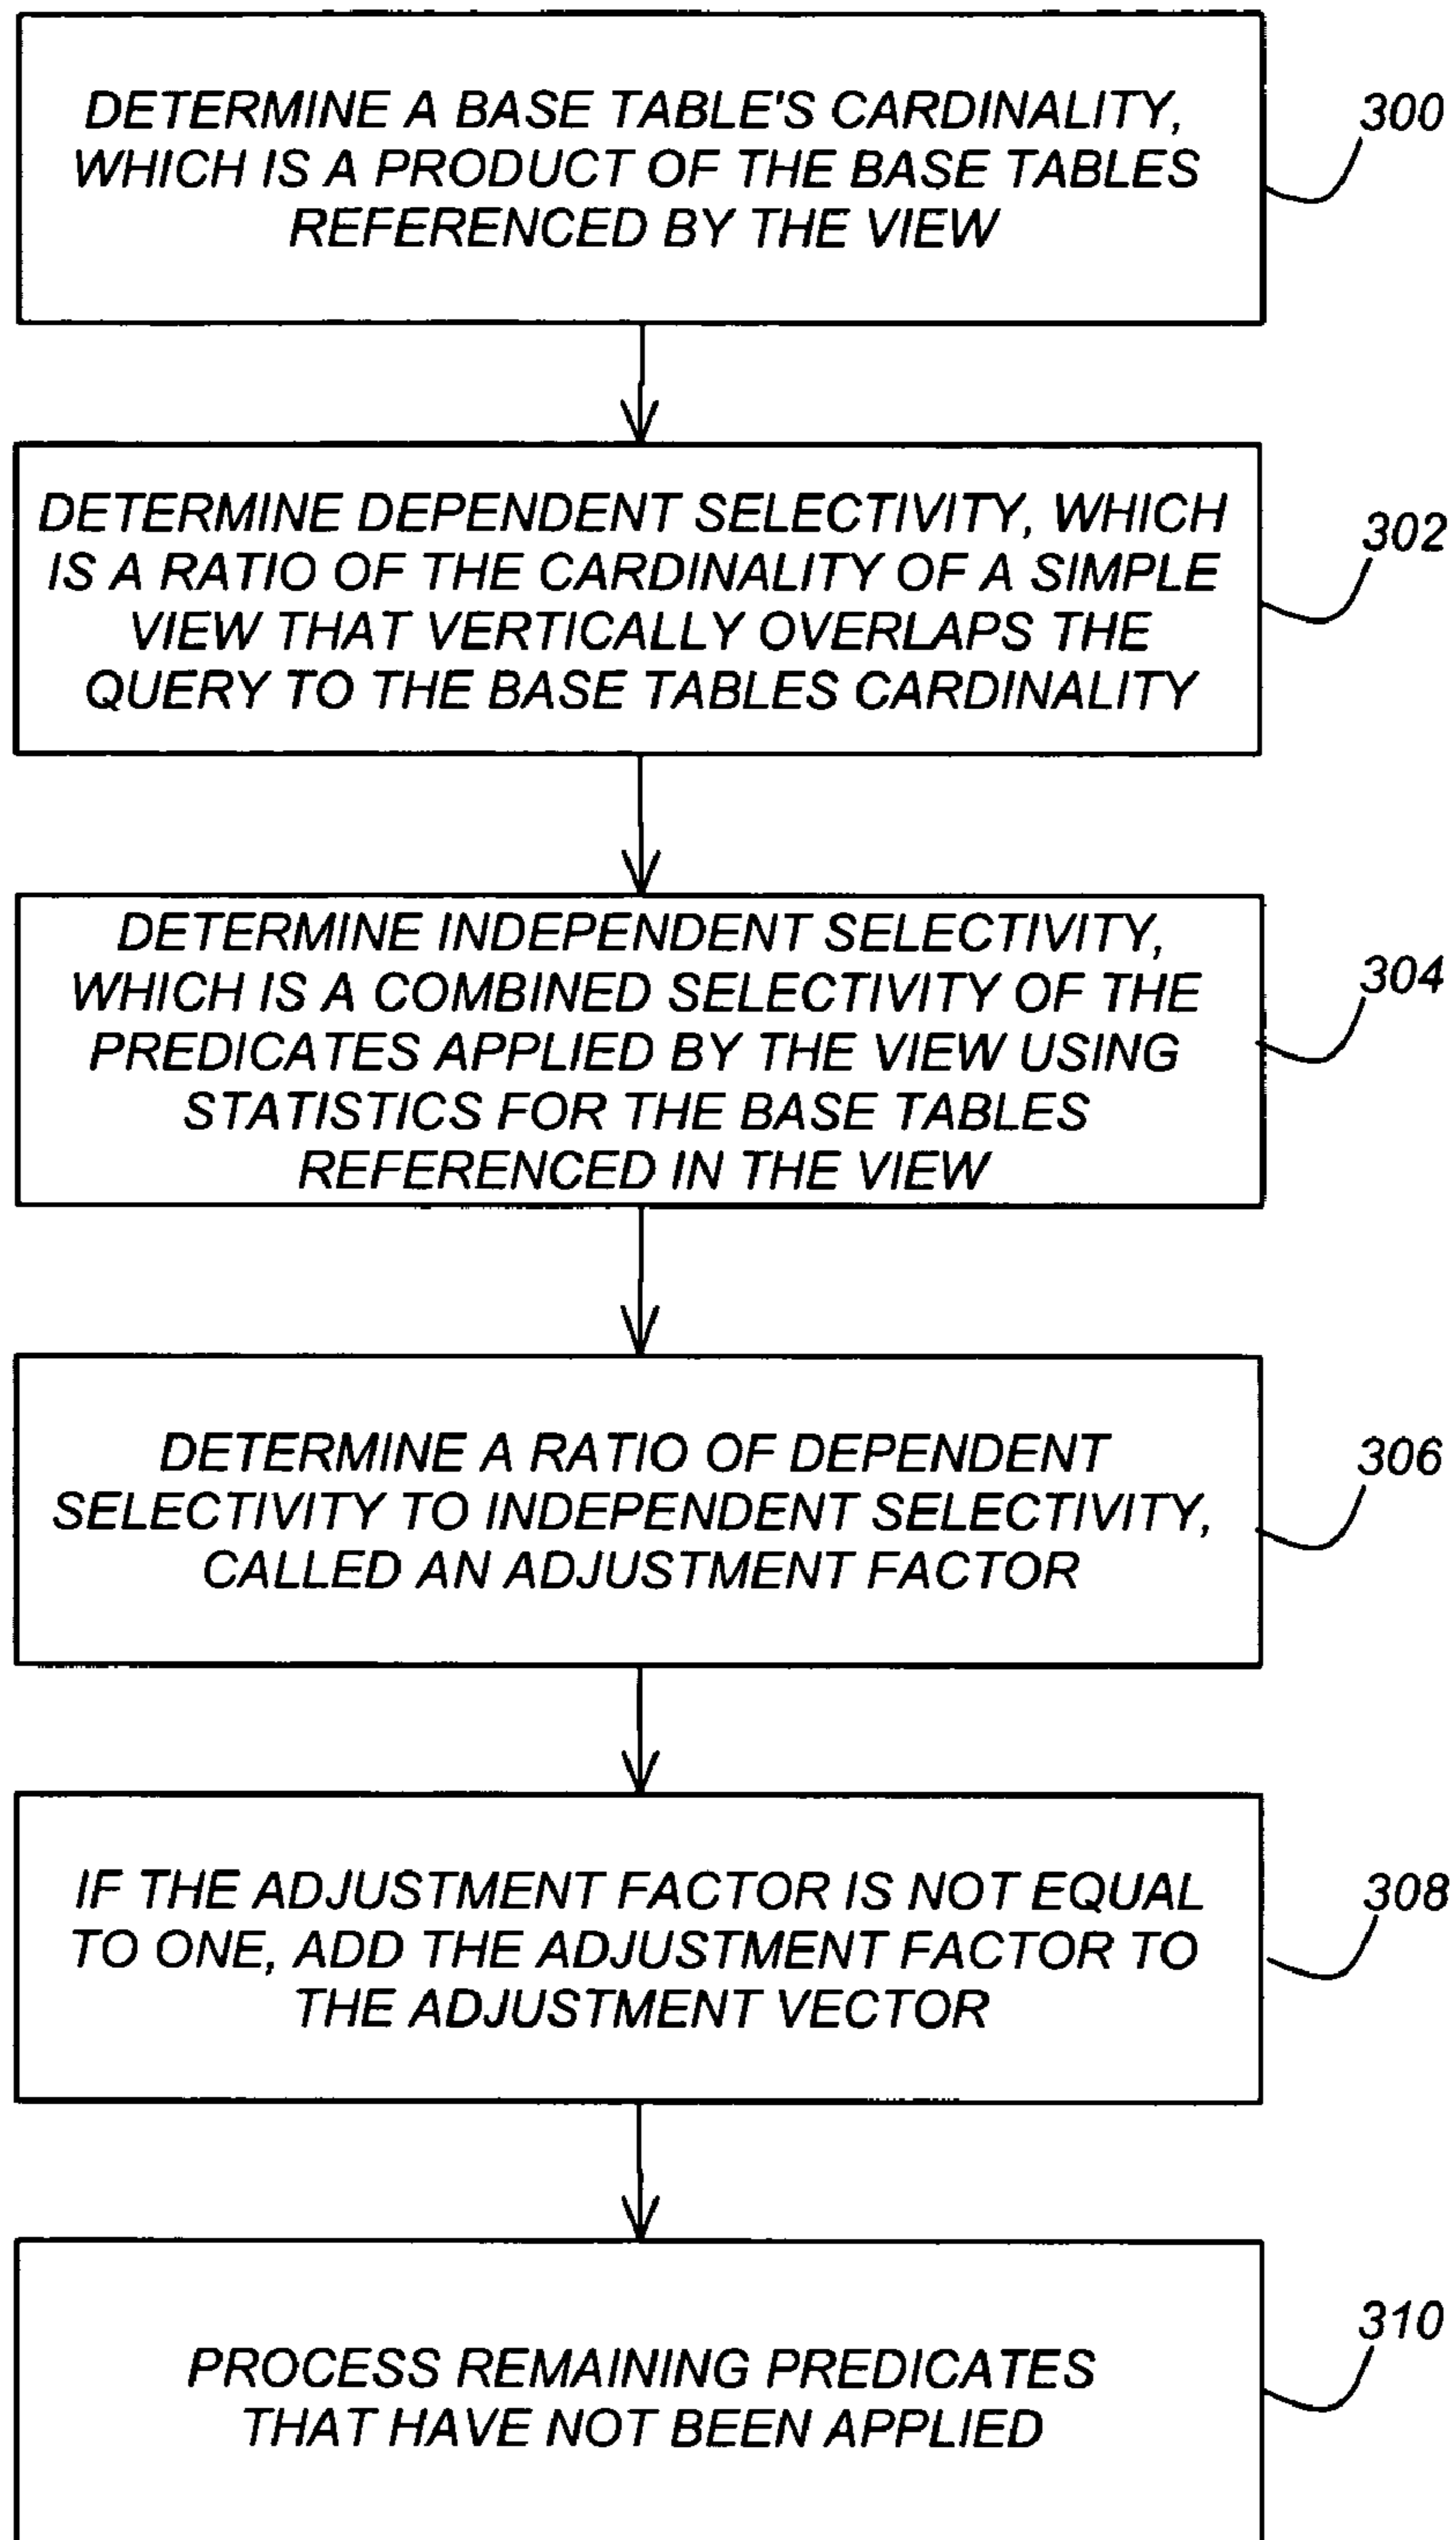 DETERMINE A BASE TABLE'S CARDINALITY,
WHICH IS A PRODUCT OF THE BASE TABLES
REFERENCED BY THE VIEW
300
DETERMINE DEPENDENT SELECTIVITY, WHICH
IS A RATIO OF THE CARDINALITY OF A SIMPLE
VIEW THAT VERTICALLY OVERLAPS THE
QUERY TO THE BASE TABLES CARDINALITY
302
DETERMINE INDEPENDENT SELECTIVITY,
WHICH IS A COMBINED SELECTIVITY OF THE
PREDICATES APPLIED BY THE VIEW USING
STATISTICS FOR THE BASE TABLES
REFERENCED IN THE VIEW
304
DETERMINE A RATIO OF DEPENDENT
SELECTIVITY TO INDEPENDENT SELECTIVITY,
CALLED AN ADJUSTMENT FACTOR
306
IF THE ADJUSTMENT FACTOR IS NOT EQUAL
TO ONE, ADD THE ADJUSTMENT FACTOR TO
THE ADJUSTMENT VECTOR
308
PROCESS REMAINING PREDICATES
THAT HAVE NOT BEEN APPLIED
310